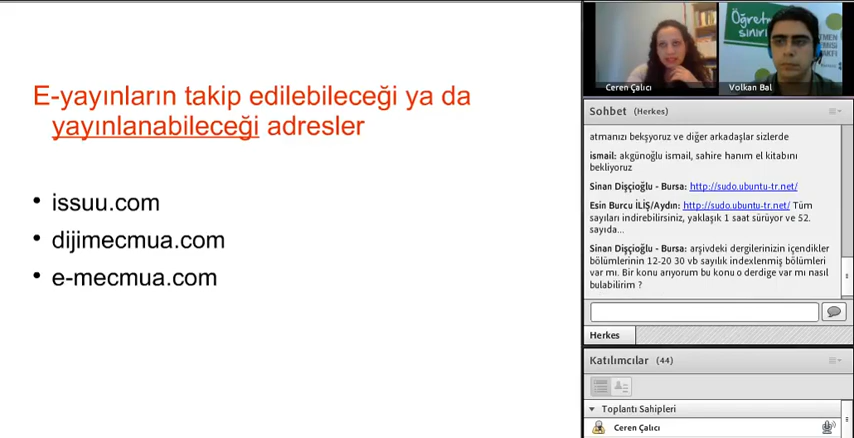 E-yayınların takip edilebileceği ya da
yayınlanabileceği adresler
• issuu.com
• dijimecmua.com
• e-mecmua.com
Öğretm
sınırı
Ceren Çalıcı
Volkan Bal
Sohbet (Herkes)
atmanızı bekşyoruz ve diğer arkadaşlar sizlerde
ismail: akgünoğlu ismail, sahire hanım el kitabını
bekliyoruz
Sinan Dişçioğlu - Bursa: http://sudo.ubuntu-tr.net/
Esin Burcu İLİŞ/Aydın: http://sudo.ubuntu-tr.net/ Tüm
sayıları indirebilirsiniz, yaklaşık 1 saat sürüyor ve 52.
sayıda...
Sinan Dişçioğlu - Bursa: arşivdeki dergilerinizin içendikler
bölümlerinin 12-20 30 vb sayılık indexlenmiş bölümleri
var mı. Bir konu arıyorum bu konu o derdige var mı nasıl
bulabilirim ?
Herkes
Katılımcılar (44)
Toplantı Sahipleri
Ceren Çalıcı